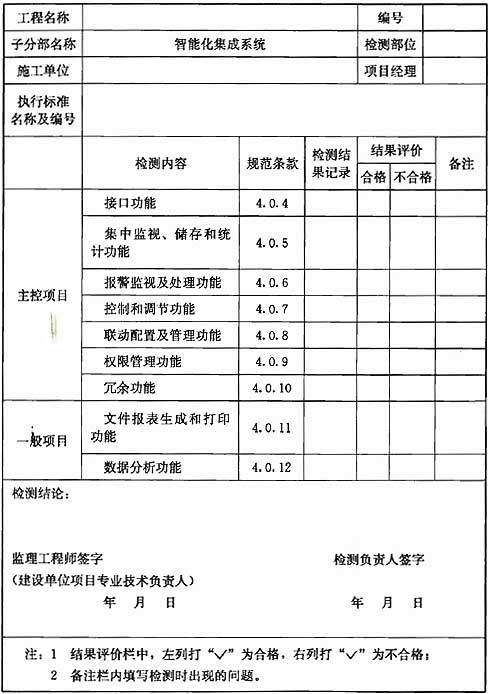 工程名称 编号
子分部名称 智能化集成系统 检测部位
施工单位 项目经理
执行标准
名称及编号
检测内容 规范条款 检测结
果记录 结果评价 备注
合格 不合格
主控项目
接口功能 4.0.4
集中监视、储存和统
计功能 4.0.5
报警监视及处理功能 4.0.6
控制和调节功能 4.0.7
联动配置及管理功能 4.0.8
权限管理功能 4.0.9
冗余功能 4.0.10
一般项目
文件报表生成和打印
功能 4.0.11
数据分析功能 4.0.12
检测结论：
监理工程师签字 检测负责人签字
（建设单位项目专业技术负责人）
年 月 日 年 月 日
注：1 结果评价栏中，左列打“√”为合格，右列打“√”为不合格；
2 备注栏内填写检测时出现的问题。